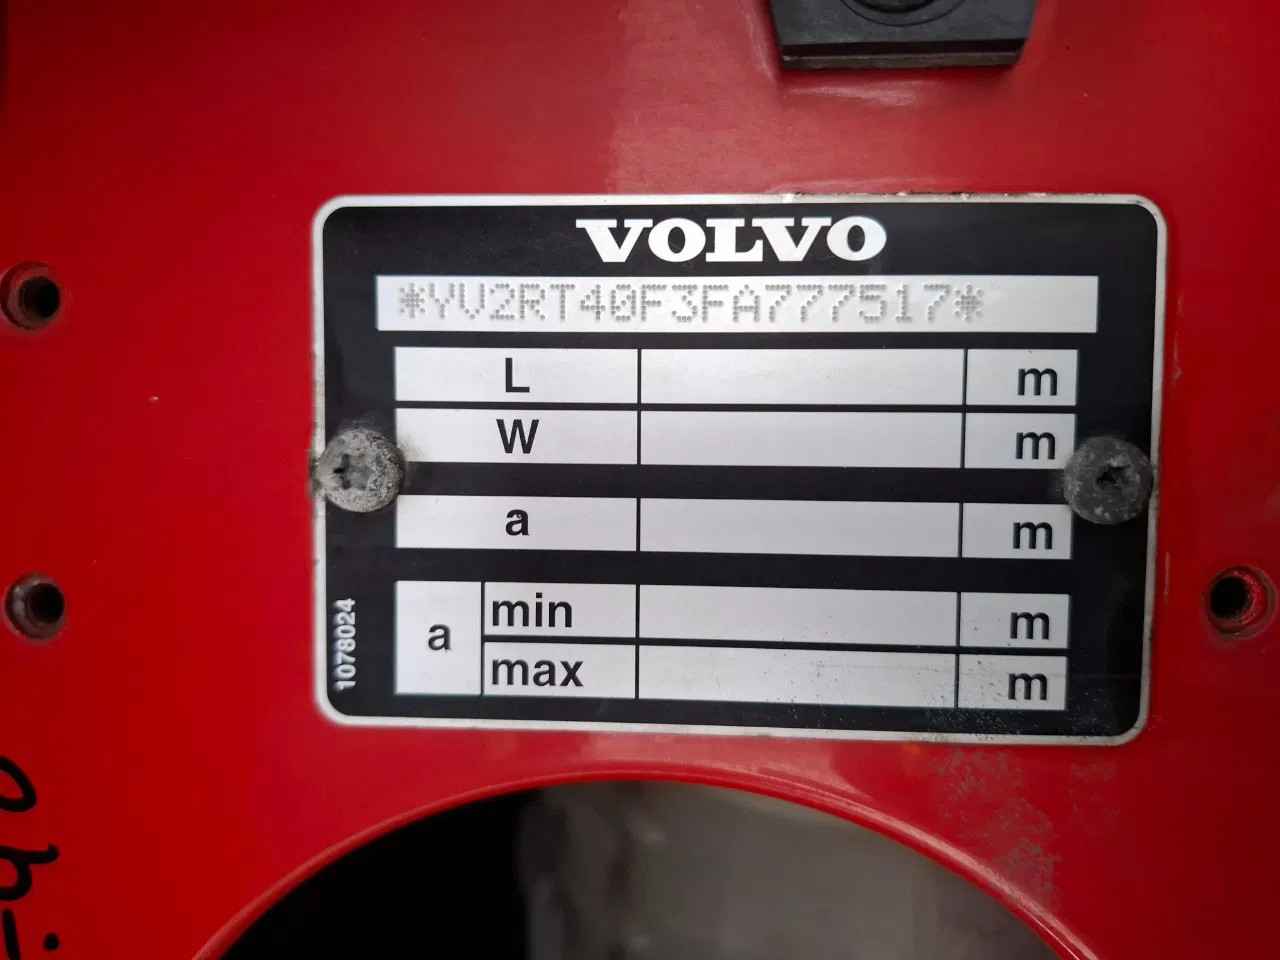 VOLVO
*YV2RT40F3FA777517*
L m
W m
a m
a min m
max m
1078024